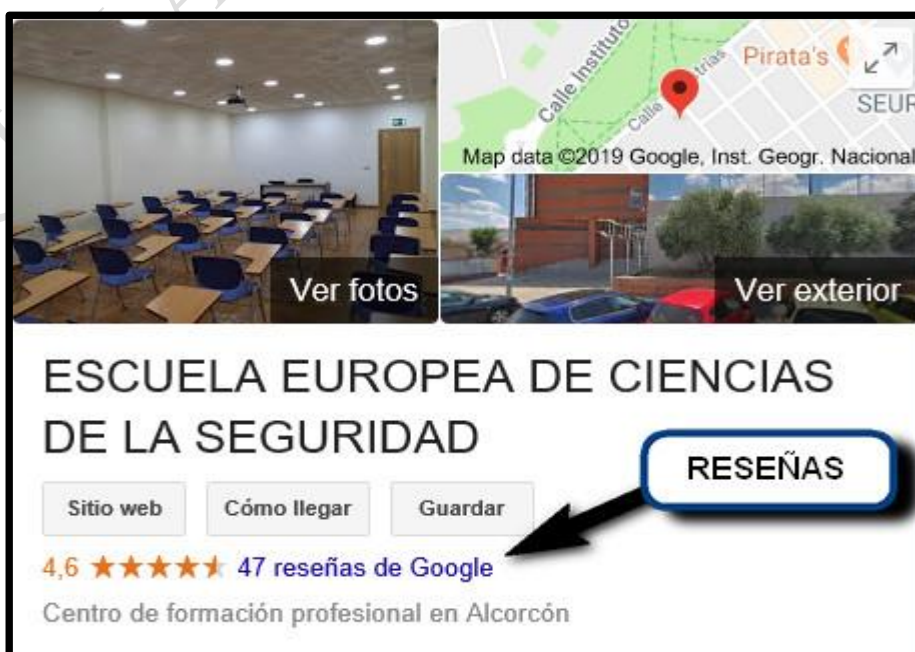 Calle Instituto
Calle
trias
Pirata's
SEUR
Map data ©2019 Google, Inst. Geogr. Nacional
Ver fotos
Ver exterior
ESCUELA EUROPEA DE CIENCIAS
DE LA SEGURIDAD
RESEÑAS
Sitio web
Cómo llegar
Guardar
4,6
47 reseñas de Google
Centro de formación profesional en Alcorcón